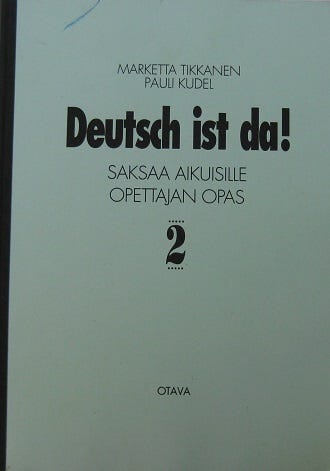 MARKETTA TIKKANEN
PAULI KUDEL
Deutsch ist da!
SAKSAA AIKUISILLE
OPETTAJAN OPAS
2
OTAVA